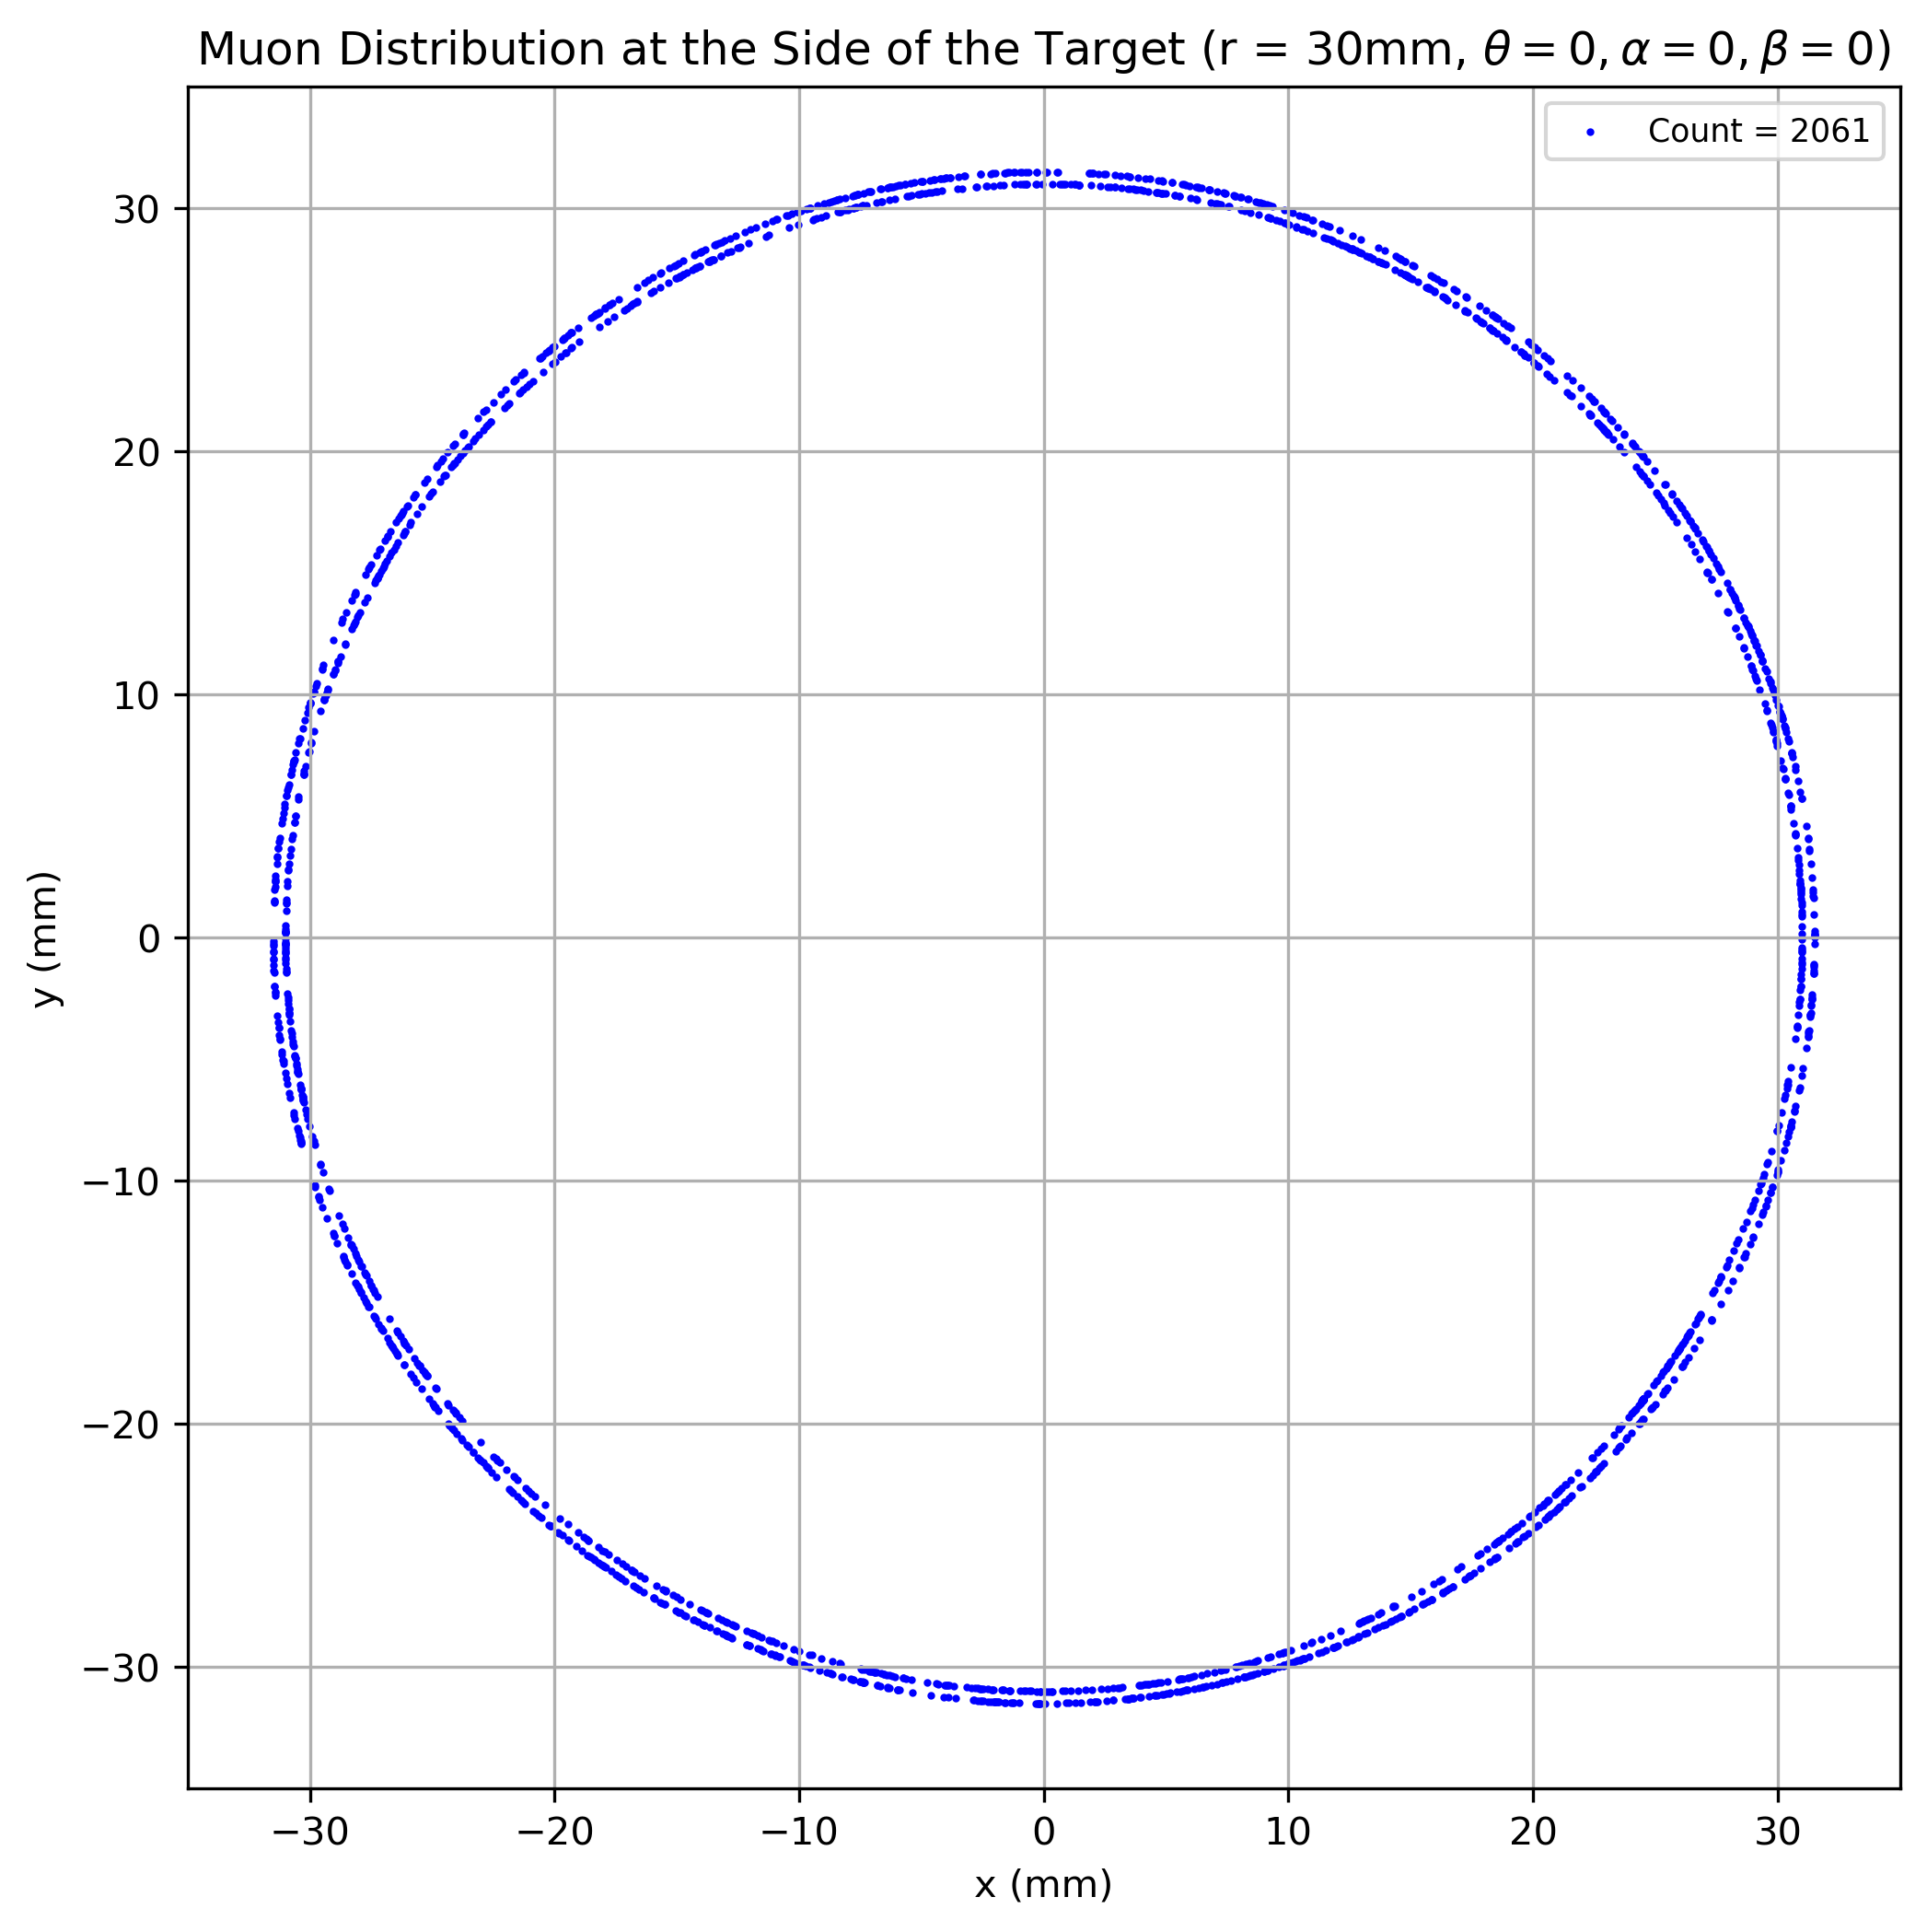 Muon Distribution at the Side of the Target (r = 30mm, θ = 0, α = 0, β = 0)
Count = 2061
30
20
10
0
−10
−20
−30
y (mm)
−30 −20 −10 0 10 20 30
x (mm)